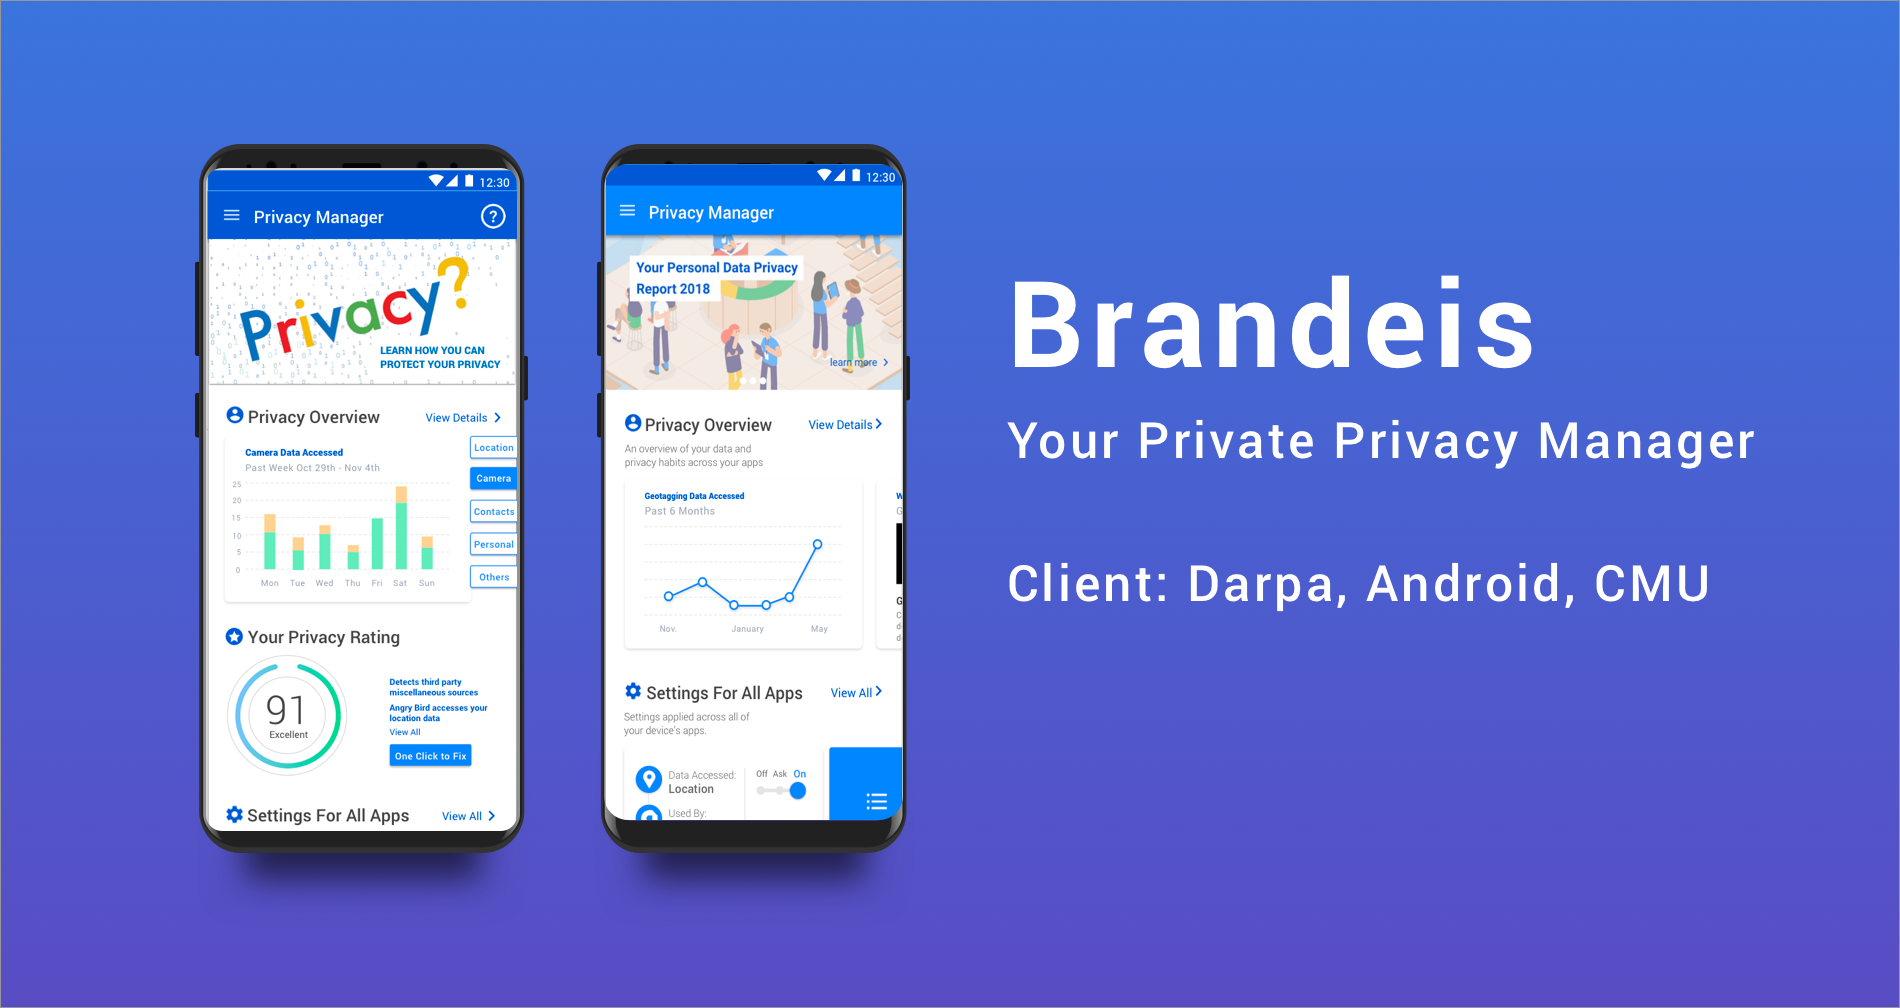 12:30
Privacy Manager
?
Privacy?
LEARN HOW YOU CAN
PROTECT YOUR PRIVACY
Privacy Overview
View Details
Camera Data Accessed
Past Week Oct 29th - Nov 4th
25
20
15
10
5
0
Mon Tue Wed Thu Fri Sat Sun
Location
Camera
Contacts
Personal
Others
Your Privacy Rating
91
Excellent
Detects third party
miscellaneous sources
Angry Bird accesses your
location data
View All
One Click to Fix
Settings For All Apps
View All
12:30
Privacy Manager
Your Personal Data Privacy
Report 2018
learn more
Privacy Overview
View Details
An overview of your data and
privacy habits across your apps
Geotagging Data Accessed
Past 6 Months
Nov. January May
Settings For All Apps
View All
Settings applied across all of
your device's apps.
Data Accessed:
Location
Off Ask On
Used By:
Brandeis
Your Private Privacy Manager
Client: Darpa, Android, CMU